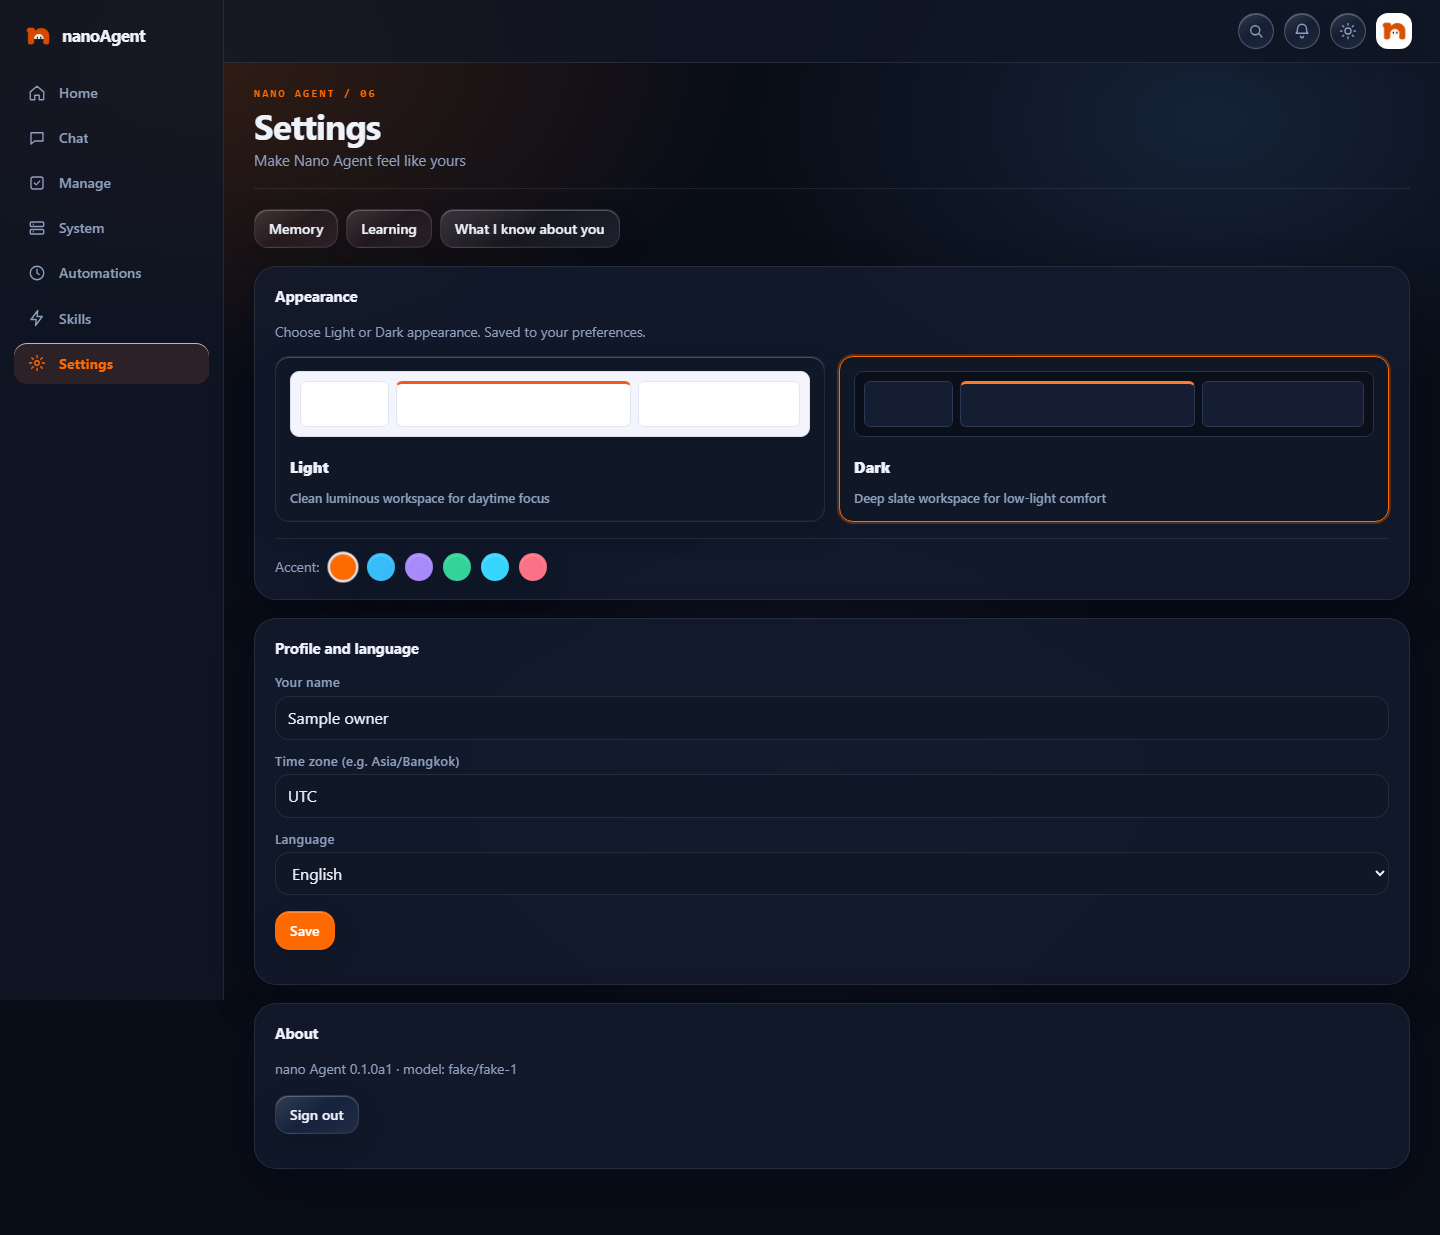 nanoAgent
Home
Chat
Manage
System
Automations
Skills
Settings
NANO AGENT / 06
Settings
Make Nano Agent feel like yours
Memory
Learning
What I know about you
Appearance
Choose Light or Dark appearance. Saved to your preferences.
Light
Clean luminous workspace for daytime focus
Dark
Deep slate workspace for low-light comfort
Accent:
Profile and language
Your name
Sample owner
Time zone (e.g. Asia/Bangkok)
UTC
Language
English
Save
About
nano Agent 0.1.0a1 · model: fake/fake-1
Sign out